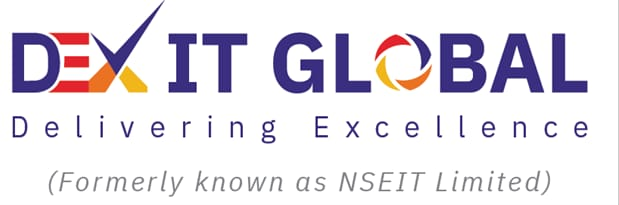 DEX IT GLOBAL
Delivering Excellence
(Formerly known as NSEIT Limited)